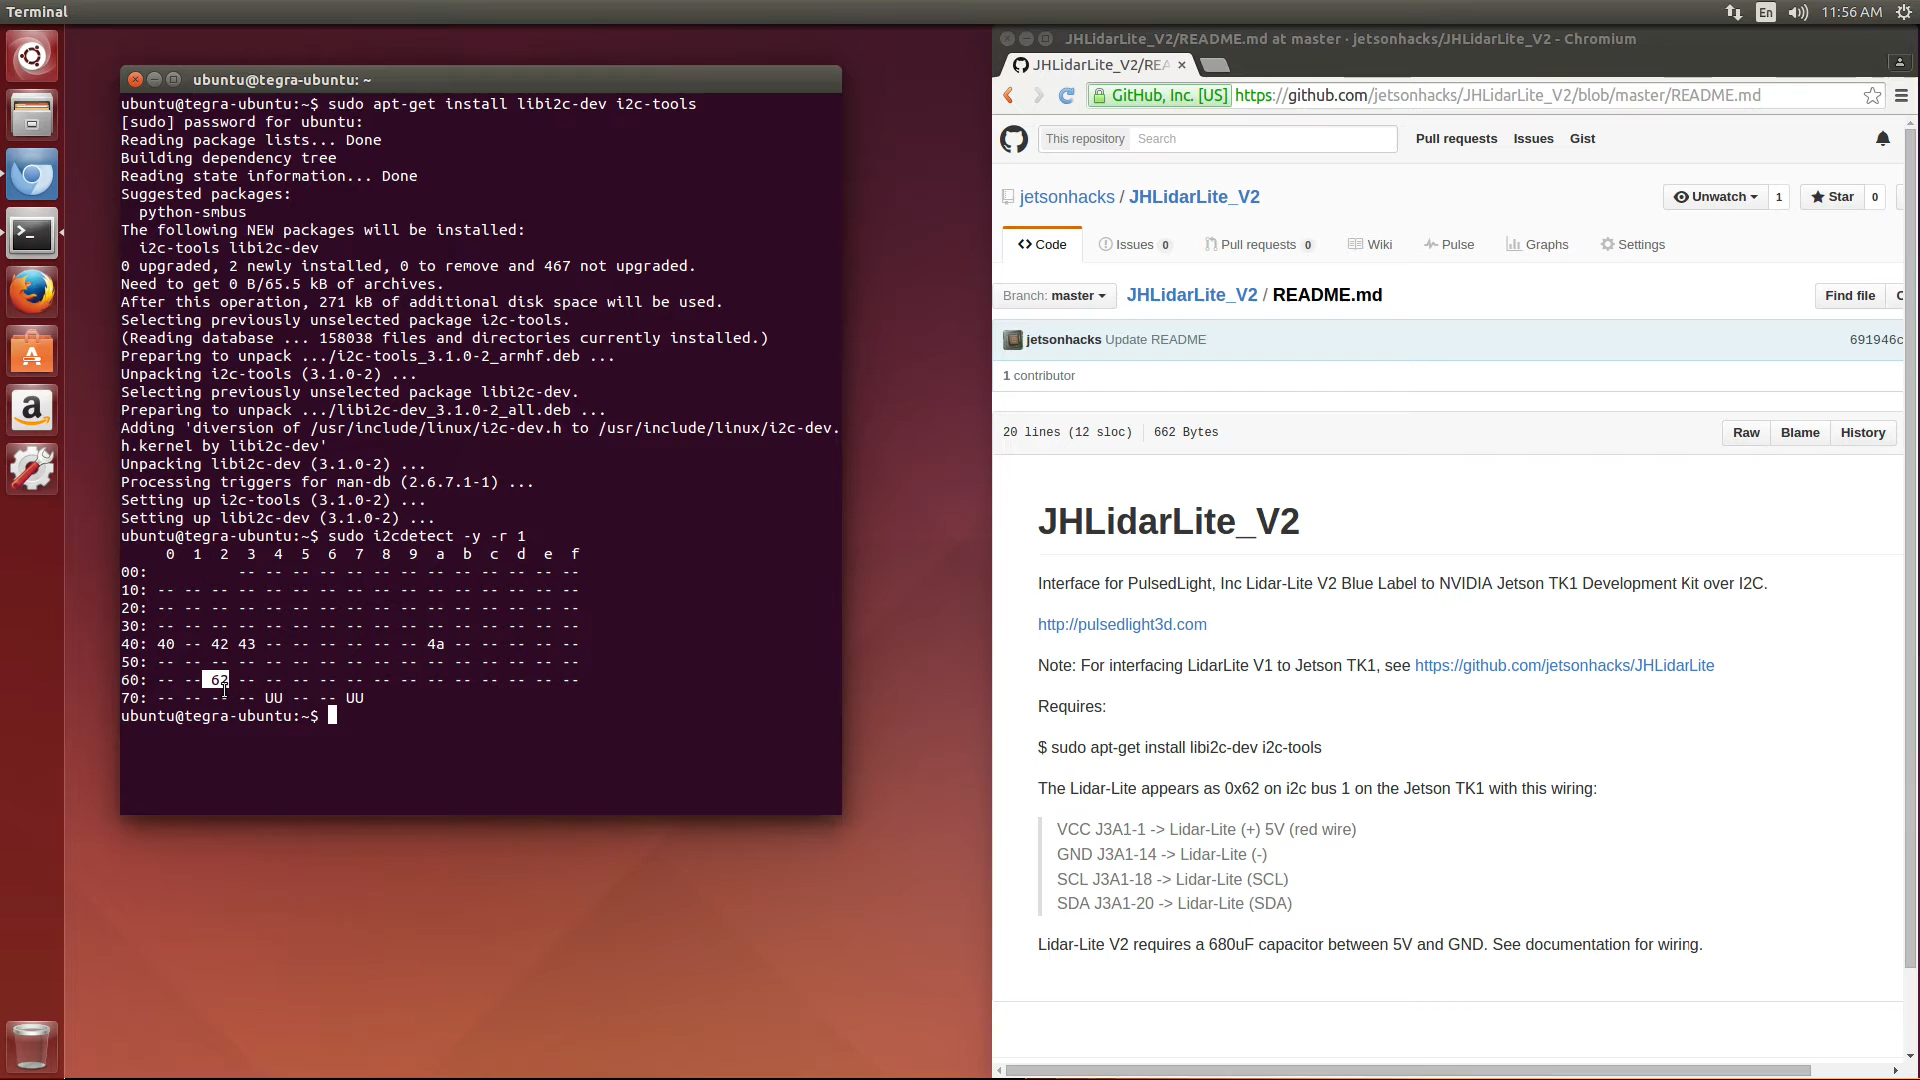 Terminal
En
11:56 AM
ubuntu@tegra-ubuntu: ~
ubuntu@tegra-ubuntu:~$ sudo apt-get install libi2c-dev i2c-tools
[sudo] password for ubuntu:
Reading package lists... Done
Building dependency tree
Reading state information... Done
Suggested packages:
  python-smbus
The following NEW packages will be installed:
  i2c-tools libi2c-dev
0 upgraded, 2 newly installed, 0 to remove and 467 not upgraded.
Need to get 0 B/65.5 kB of archives.
After this operation, 271 kB of additional disk space will be used.
Selecting previously unselected package i2c-tools.
(Reading database ... 158038 files and directories currently installed.)
Preparing to unpack .../i2c-tools_3.1.0-2_armhf.deb ...
Unpacking i2c-tools (3.1.0-2) ...
Selecting previously unselected package libi2c-dev.
Preparing to unpack .../libi2c-dev_3.1.0-2_all.deb ...
Adding 'diversion of /usr/include/linux/i2c-dev.h to /usr/include/linux/i2c-dev.
h.kernel by libi2c-dev'
Unpacking libi2c-dev (3.1.0-2) ...
Processing triggers for man-db (2.6.7.1-1) ...
Setting up i2c-tools (3.1.0-2) ...
Setting up libi2c-dev (3.1.0-2) ...
ubuntu@tegra-ubuntu:~$ sudo i2cdetect -y -r 1
     0  1  2  3  4  5  6  7  8  9  a  b  c  d  e  f
00:          -- -- -- -- -- -- -- -- -- -- -- -- --
10: -- -- -- -- -- -- -- -- -- -- -- -- -- -- -- --
20: -- -- -- -- -- -- -- -- -- -- -- -- -- -- -- --
30: -- -- -- -- -- -- -- -- -- -- -- -- -- -- -- --
40: 40 -- 42 43 -- -- -- -- -- -- 4a -- -- -- -- --
50: -- -- -- -- -- -- -- -- -- -- -- -- -- -- -- --
60: -- -- 62 -- -- -- -- -- -- -- -- -- -- -- -- --
70: -- -- -- -- UU -- -- UU
ubuntu@tegra-ubuntu:~$
JHLidarLite_V2/README.md at master · jetsonhacks/JHLidarLite_V2 - Chromium
JHLidarLite_V2/REA
GitHub, Inc. [US] https://github.com/jetsonhacks/JHLidarLite_V2/blob/master/README.md
This repository Search Pull requests Issues Gist
jetsonhacks / JHLidarLite_V2 Unwatch 1 Star 0
Code Issues 0 Pull requests 0 Wiki Pulse Graphs Settings
Branch: master JHLidarLite_V2 / README.md Find file
jetsonhacks Update README 691946c
1 contributor
20 lines (12 sloc) 662 Bytes Raw Blame History
JHLidarLite_V2
Interface for PulsedLight, Inc Lidar-Lite V2 Blue Label to NVIDIA Jetson TK1 Development Kit over I2C.
http://pulsedlight3d.com
Note: For interfacing LidarLite V1 to Jetson TK1, see https://github.com/jetsonhacks/JHLidarLite
Requires:
$ sudo apt-get install libi2c-dev i2c-tools
The Lidar-Lite appears as 0x62 on i2c bus 1 on the Jetson TK1 with this wiring:
VCC J3A1-1 -> Lidar-Lite (+) 5V (red wire)
GND J3A1-14 -> Lidar-Lite (-)
SCL J3A1-18 -> Lidar-Lite (SCL)
SDA J3A1-20 -> Lidar-Lite (SDA)
Lidar-Lite V2 requires a 680uF capacitor between 5V and GND. See documentation for wiring.